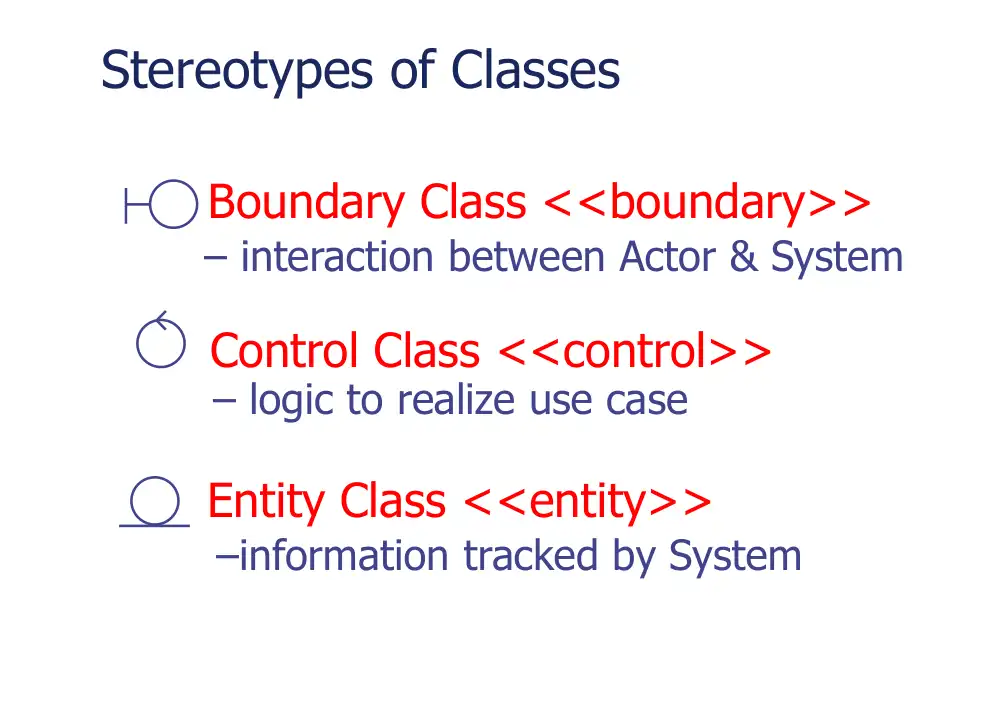 Stereotypes of Classes
Boundary Class <<boundary>>
– interaction between Actor & System
Control Class <<control>>
– logic to realize use case
Entity Class <<entity>>
–information tracked by System